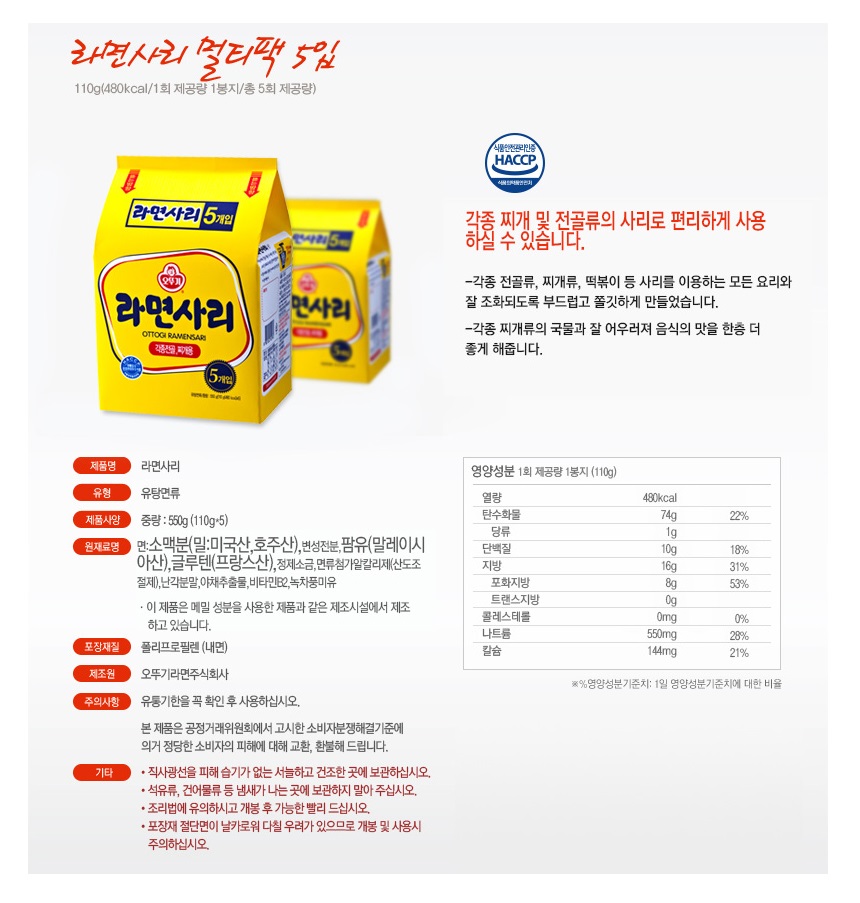 라면사리 멀티팩 5입
110g(480kcal/1회 제공량 1봉지/총 5회 제공량)
라면사리 5개입
오뚜기
라면사리
OTTOGI RAMENSARI
각종전골, 찌개용
5개입
식품안전관리인증
HACCP
식품의약품안전처
각종 찌개 및 전골류의 사리로 편리하게 사용
하실 수 있습니다.
-각종 전골류, 찌개류, 떡볶이 등 사리를 이용하는 모든 요리와
잘 조화되도록 부드럽고 쫄깃하게 만들었습니다.
-각종 찌개류의 국물과 잘 어우러져 음식의 맛을 한층 더
좋게 해줍니다.
제품명 라면사리
유형 유탕면류
제품사양 중량 : 550g (110g*5)
원재료명 면:소맥분(밀:미국산,호주산),변성전분,팜유(말레이시
아산),글루텐(프랑스산),정제소금,면류첨가알칼리제(산도조
절제),난각분말,야채추출물,비타민B2,녹차풍미유
· 이 제품은 메밀 성분을 사용한 제품과 같은 제조시설에서 제조
하고 있습니다.
포장재질 폴리프로필렌 (내면)
제조원 오뚜기라면주식회사
주의사항 유통기한을 꼭 확인 후 사용하십시오.
본 제품은 공정거래위원회에서 고시한 소비자분쟁해결기준에
의거 정당한 소비자의 피해에 대해 교환, 환불해 드립니다.
기타 • 직사광선을 피해 습기가 없는 서늘하고 건조한 곳에 보관하십시오.
• 석유류, 건어물류 등 냄새가 나는 곳에 보관하지 말아 주십시오.
• 조리법에 유의하시고 개봉 후 가능한 빨리 드십시오.
• 포장재 절단면이 날카로워 다칠 우려가 있으므로 개봉 및 사용시
주의하십시오.
영양성분 1회 제공량 1봉지 (110g)
열량 480kcal
탄수화물 74g 22%
당류 1g
단백질 10g 18%
지방 16g 31%
포화지방 8g 53%
트랜스지방 0g
콜레스테롤 0mg 0%
나트륨 550mg 28%
칼슘 144mg 21%
※%영양성분기준치: 1일 영양성분기준치에 대한 비율